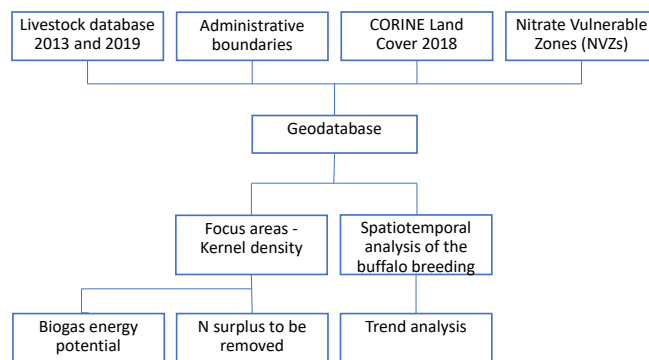 Livestock database
2013 and 2019
Administrative
boundaries
CORINE Land
Cover 2018
Nitrate Vulnerable
Zones (NVZs)
Geodatabase
Focus areas -
Kernel density
Spatiotemporal
analysis of the
buffalo breeding
Biogas energy
potential
N surplus to be
removed
Trend analysis